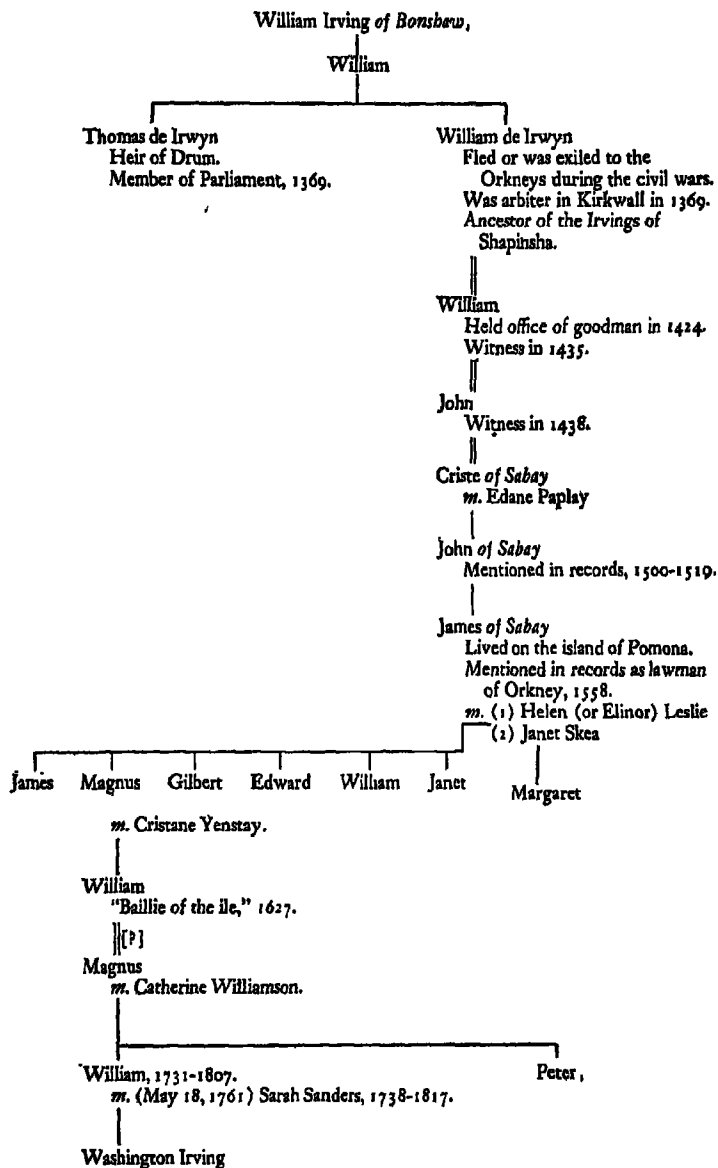 William Irving of Bonshaw,
William
Thomas de Irwyn
Heir of Drum.
Member of Parliament, 1369.
William de Irwyn
Fled or was exiled to the
Orkneys during the civil wars.
Was arbiter in Kirkwall in 1369.
Ancestor of the Irvings of
Shapinsha.
William
Held office of goodman in 1424.
Witness in 1435.
John
Witness in 1438.
Criste of Sabay
m. Edane Paplay
John of Sabay
Mentioned in records, 1500-1519.
James of Sabay
Lived on the island of Pomona.
Mentioned in records as lawman
of Orkney, 1558.
m. (1) Helen (or Elinor) Leslie
(2) Janet Skea
James Magnus Gilbert Edward William Janet
Margaret
m. Cristane Yenstay.
William
"Baillie of the ile," 1627.
[?]
Magnus
m. Catherine Williamson.
William, 1731-1807.
Peter,
m. (May 18, 1761) Sarah Sanders, 1738-1817.
Washington Irving